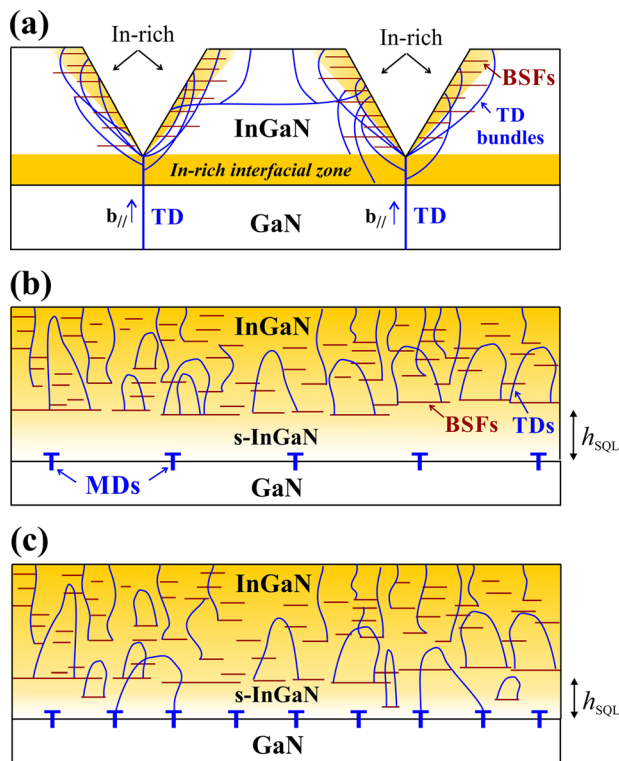 (a)
In-rich
In-rich
BSFs
TD
bundles
InGaN
In-rich interfacial zone
b// TD
b// TD
GaN
(b)
InGaN
s-InGaN
BSFs
TDs
hSQL
MDs
GaN
(c)
InGaN
s-InGaN
hSQL
GaN